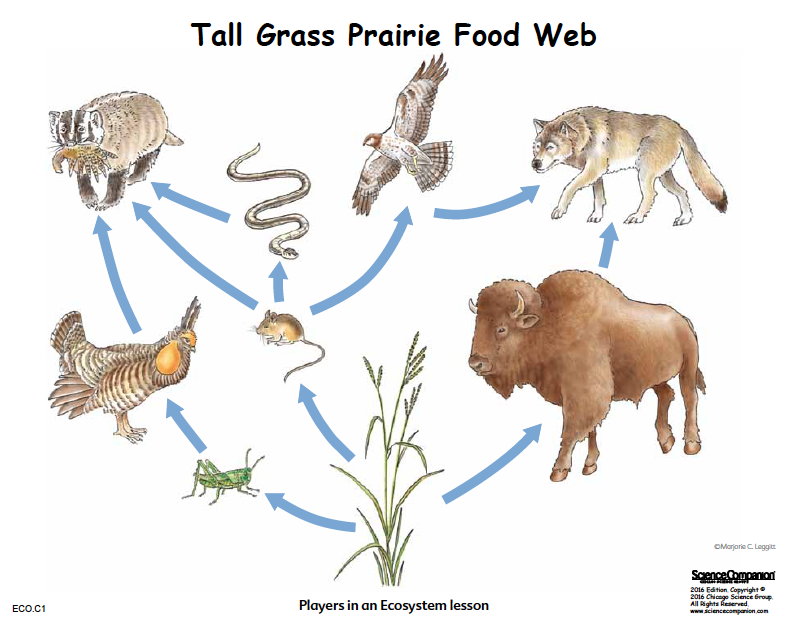 Tall Grass Prairie Food Web
©Marjorie C. Leggitt
ScienceCompanion®
2016 Edition. Copyright ©
2016 Chicago Science Group.
All Rights Reserved.
www.sciencecompanion.com
Players in an Ecosystem lesson
ECO.C1